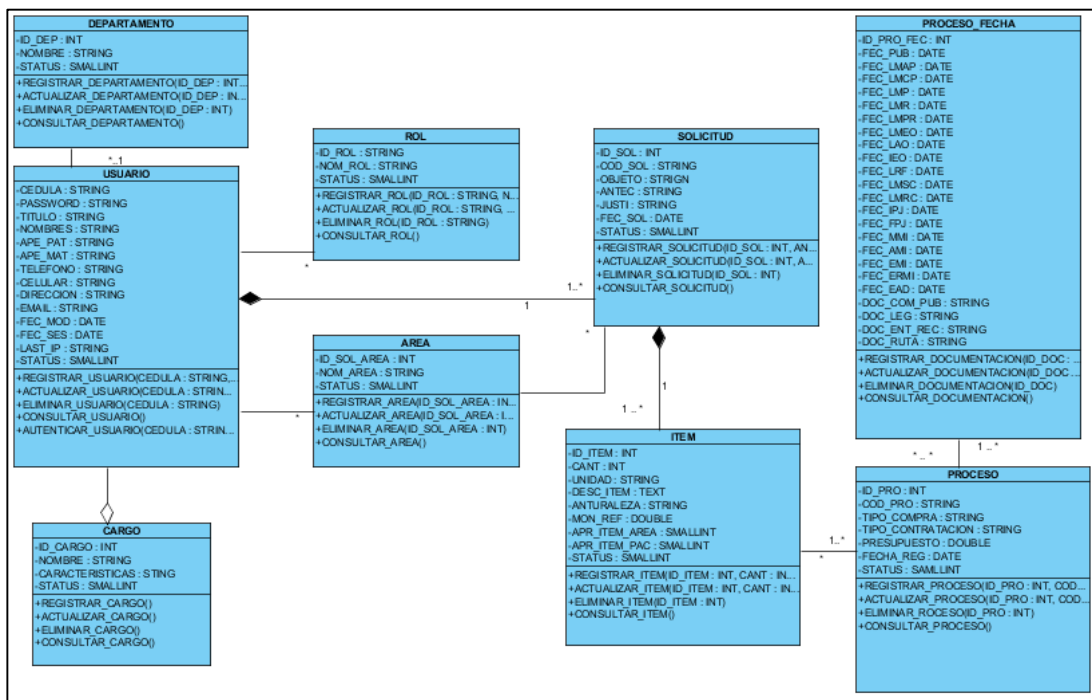 DEPARTAMENTO
-ID_DEP : INT
-NOMBRE : STRING
-STATUS : SMALLINT
+REGISTRAR_DEPARTAMENTO(ID_DEP : INT...
+ACTUALIZAR_DEPARTAMENTO(ID_DEP : IN...
+ELIMINAR_DEPARTAMENTO(ID_DEP : INT)
+CONSULTAR_DEPARTAMENTO()
*..1
USUARIO
-CEDULA : STRING
-PASSWORD : STRING
-TITULO : STRING
-NOMBRES : STRING
-APE_PAT : STRING
-APE_MAT : STRING
-TELEFONO : STRING
-CELULAR : STRING
-DIRECCION : STRING
-EMAIL : STRING
-FEC_MOD : DATE
-FEC_SES : DATE
-LAST_IP : STRING
-STATUS : SMALLINT
+REGISTRAR_USUARIO(CEDULA : STRING,...
+ACTUALIZAR_USUARIO(CEDULA : STRIN...
+ELIMINAR_USUARIO(CEDULA : STRING)
+CONSULTAR_USUARIO()
+AUTENTICAR_USUARIO(CEDULA : STRIN...
CARGO
-ID_CARGO : INT
-NOMBRE : STRING
-CARACTERISTICAS : STING
-STATUS : SMALLINT
+REGISTRAR_CARGO()
+ACTUALIZAR_CARGO()
+ELIMINAR_CARGO()
+CONSULTAR_CARGO()
ROL
-ID_ROL : STRING
-NOM_ROL : STRING
-STATUS : SMALLINT
+REGISTRAR_ROL(ID_ROL : STRING, N...
+ACTUALIZAR_ROL(ID_ROL : STRING, ...
+ELIMINAR_ROL(ID_ROL : STRING)
+CONSULTAR_ROL()
*
1
1..*
AREA
-ID_SOL_AREA : INT
-NOM_AREA : STRING
-STATUS : SMALLINT
+REGISTRAR_AREA(ID_SOL_AREA : IN...
+ACTUALIZAR_AREA(ID_SOL_AREA : I...
+ELIMINAR_AREA(ID_SOL_AREA : INT)
+CONSULTAR_AREA()
*
*
SOLICITUD
-ID_SOL : INT
-COD_SOL : STRING
-OBJETO : STRIGN
-ANTEC : STRING
-JUSTI : STRING
-FEC_SOL : DATE
-STATUS : SMALLINT
+REGISTRAR_SOLICITUD(ID_SOL : INT, AN...
+ACTUALIZAR_SOLICITUD(ID_SOL : INT, A...
+ELIMINAR_SOLICITUD(ID_SOL : INT)
+CONSULTAR_SOLICITUD()
1
1 ..*
ITEM
-ID_ITEM : INT
-CANT : INT
-UNIDAD : STRING
-DESC_ITEM : TEXT
-ANTURALEZA : STRING
-MON_REF : DOUBLE
-APR_ITEM_AREA : SMALLINT
-APR_ITEM_PAC : SMALLINT
-STATUS : SMALLINT
+REGISTRAR_ITEM(ID_ITEM : INT, CANT : IN...
+ACTUALIZAR_ITEM(ID_ITEM : INT, CANT : IN...
+ELIMINAR_ITEM(ID_ITEM : INT)
+CONSULTAR_ITEM()
1..*
*
PROCESO_FECHA
-ID_PRO_FEC : INT
-FEC_PUB : DATE
-FEC_LMAP : DATE
-FEC_LMCP : DATE
-FEC_LMP : DATE
-FEC_LMR : DATE
-FEC_LMPR : DATE
-FEC_LMEO : DATE
-FEC_LAO : DATE
-FEC_IEO : DATE
-FEC_LRF : DATE
-FEC_LMSC : DATE
-FEC_LMRC : DATE
-FEC_IPJ : DATE
-FEC_FPJ : DATE
-FEC_MMI : DATE
-FEC_AMI : DATE
-FEC_EMI : DATE
-FEC_ERMI : DATE
-FEC_EAD : DATE
-DOC_COM_PUB : STRING
-DOC_LEG : STRING
-DOC_ENT_REC : STRING
-DOC_RUTA : STRING
+REGISTRAR_DOCUMENTACION(ID_DOC : ...
+ACTUALIZAR_DOCUMENTACION(ID_DOC ...
+ELIMINAR_DOCUMENTACION(ID_DOC)
+CONSULTAR_DOCUMENTACION()
1 ..*
*.. *
PROCESO
-ID_PRO : INT
-COD_PRO : STRING
-TIPO_COMPRA : STRING
-TIPO_CONTRATACION : STRING
-PRESUPUESTO : DOUBLE
-FECHA_REG : DATE
-STATUS : SAMLLINT
+REGISTRAR_PROCESO(ID_PRO : INT, COD...
+ACTUALIZAR_PROCESO(ID_PRO : INT, COD...
+ELIMINAR_ROCESO(ID_PRO : INT)
+CONSULTAR_PROCESO()